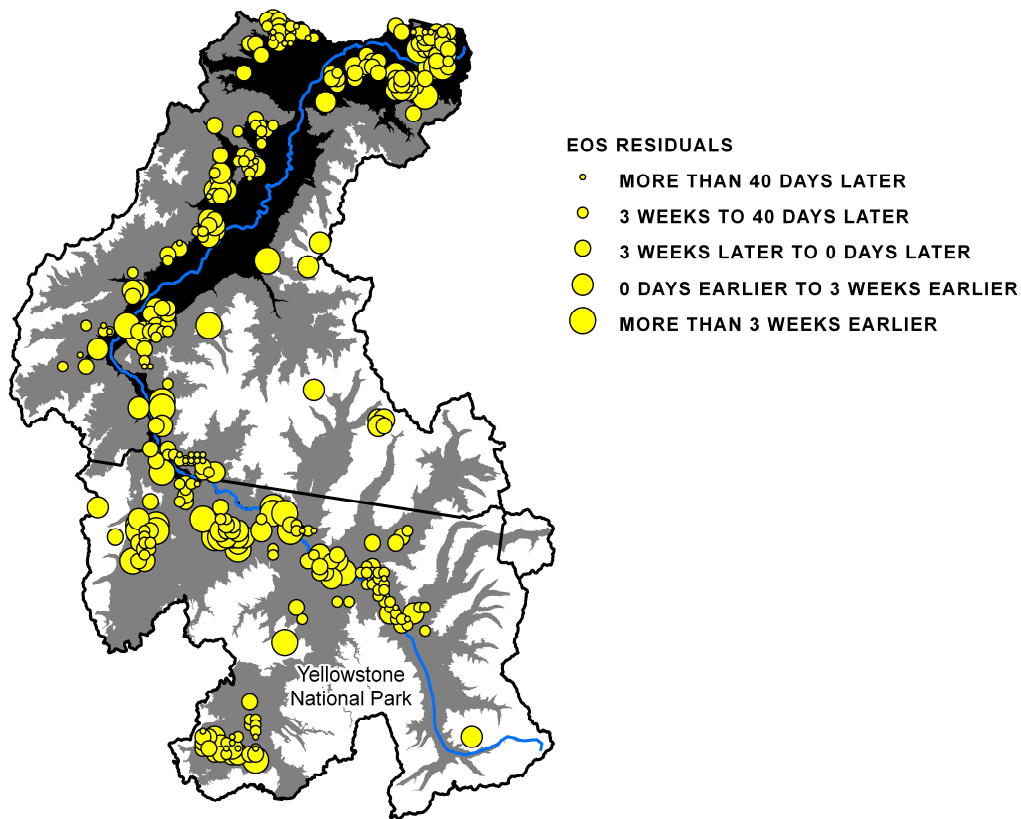 EOS RESIDUALS
MORE THAN 40 DAYS LATER
3 WEEKS TO 40 DAYS LATER
3 WEEKS LATER TO 0 DAYS LATER
0 DAYS EARLIER TO 3 WEEKS EARLIER
MORE THAN 3 WEEKS EARLIER
Yellowstone
National Park